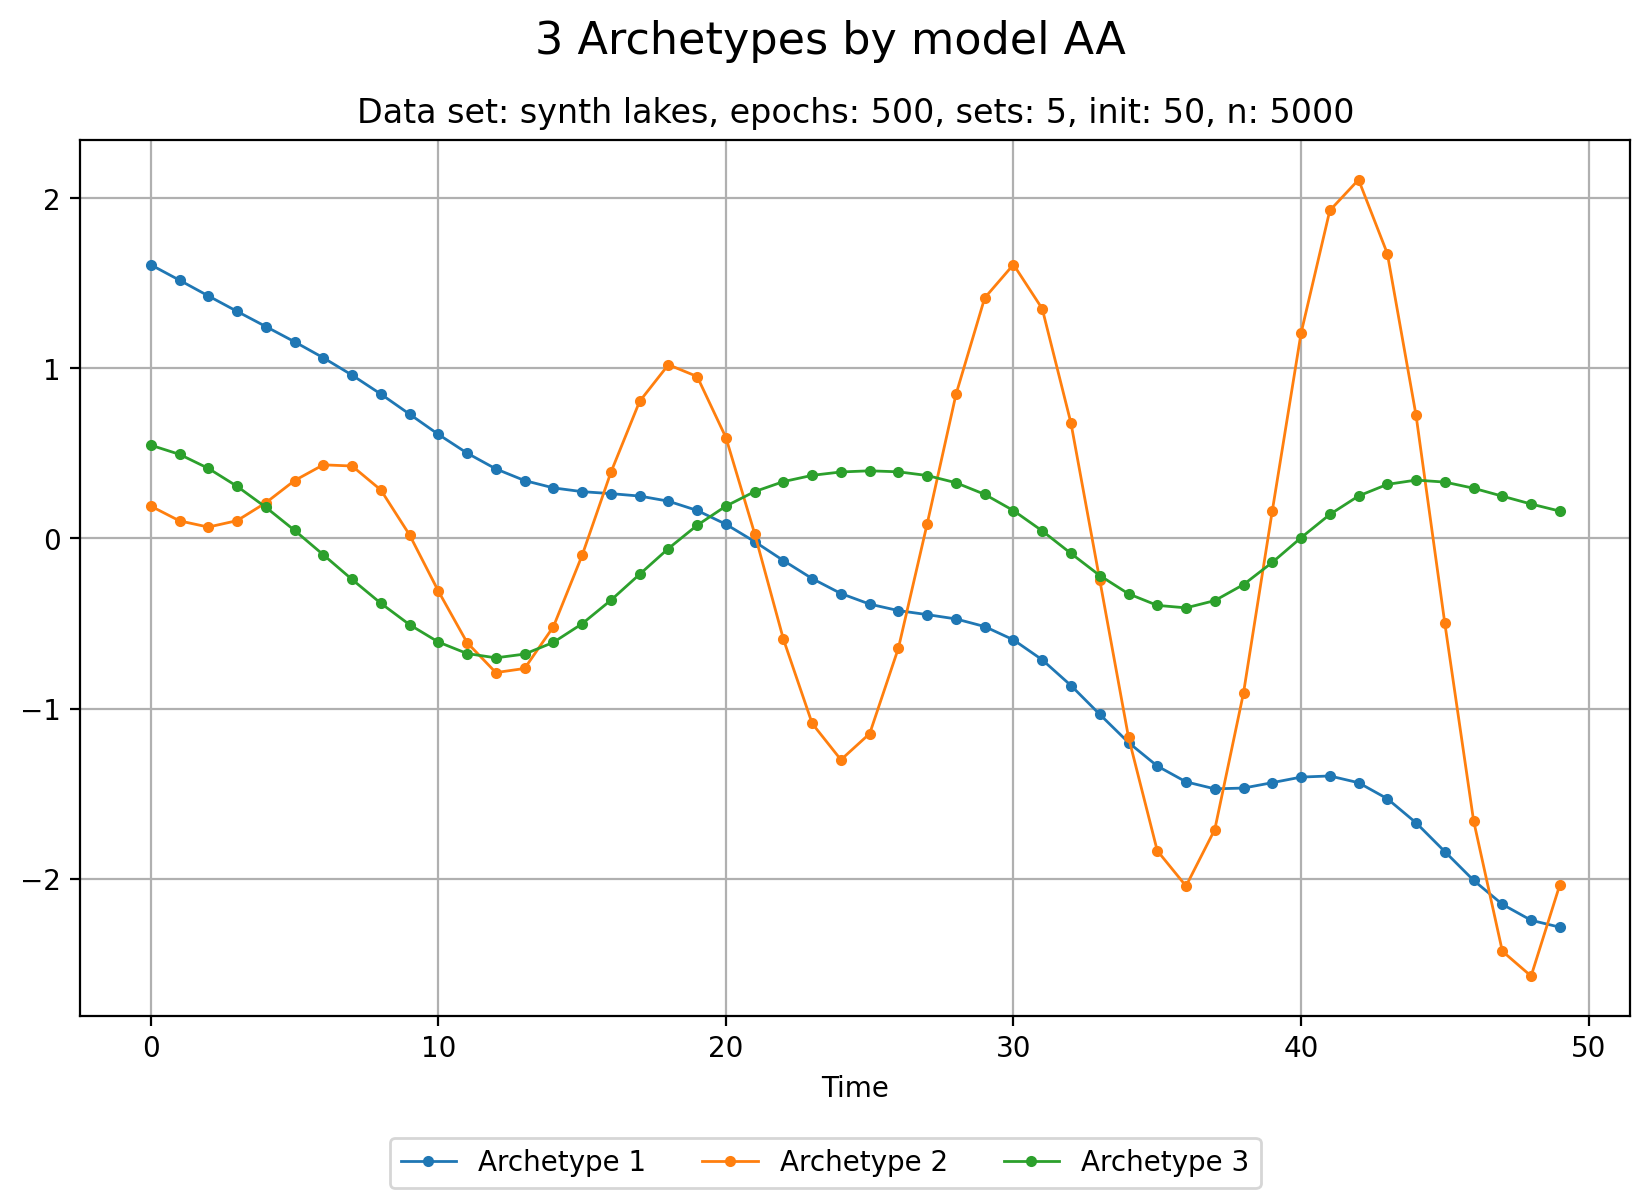 3 Archetypes by model AA
Data set: synth lakes, epochs: 500, sets: 5, init: 50, n: 5000
2
1
0
−1
−2
0 10 20 30 40 50
Time
Archetype 1 Archetype 2 Archetype 3